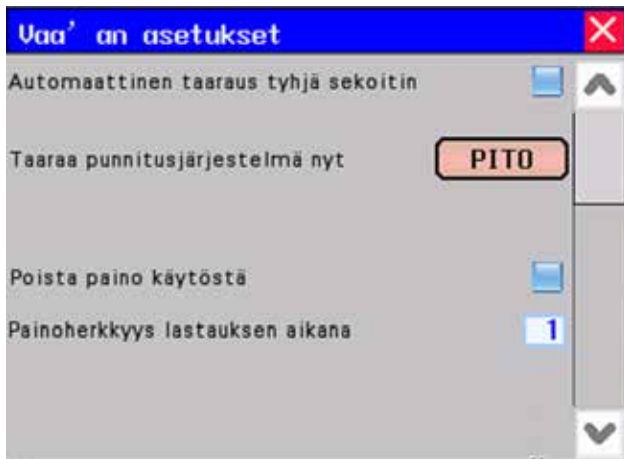 Vaa' an asetukset
Automaattinen taaraus tyhjä sekoitin
Taaraa punnitusjärjestelmä nyt PITO
Poista paino käytöstä
Painoherkkyys lastauksen aikana 1